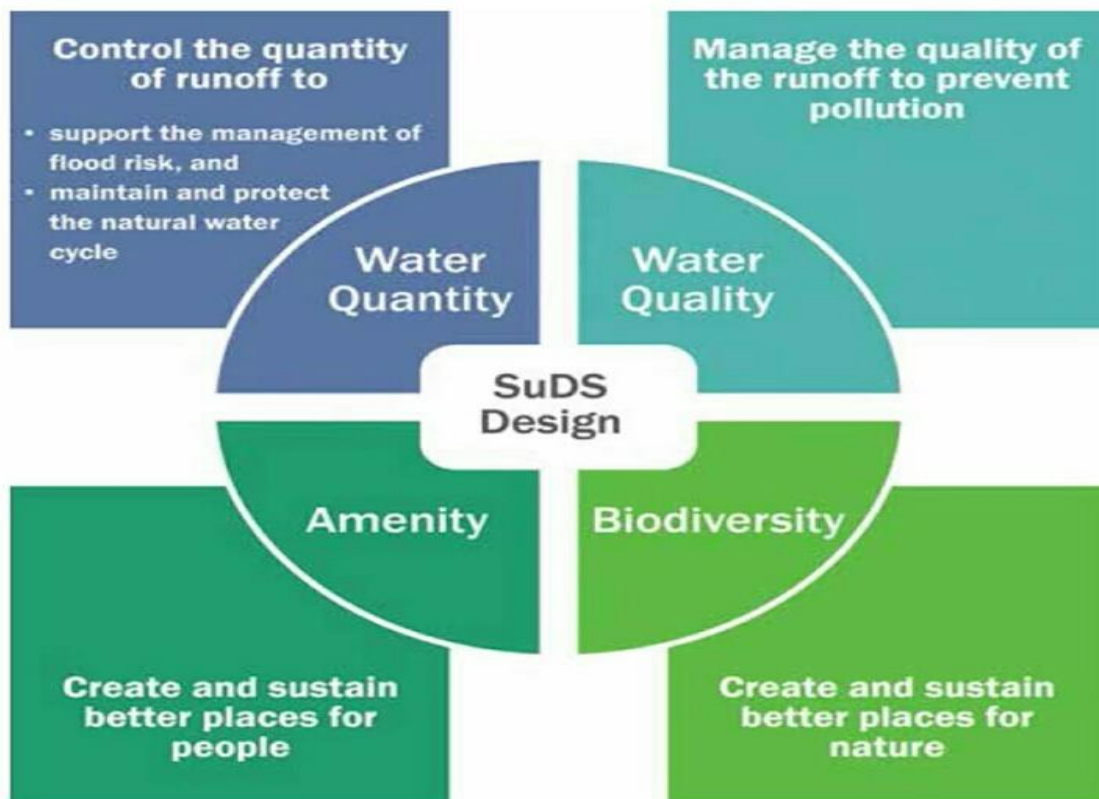 Control the quantity
of runoff to
• support the management of
flood risk, and
• maintain and protect
the natural water
cycle
Manage the quality of
the runoff to prevent
pollution
Water
Quantity
Water
Quality
SuDS
Design
Amenity
Biodiversity
Create and sustain
better places for
people
Create and sustain
better places for
nature